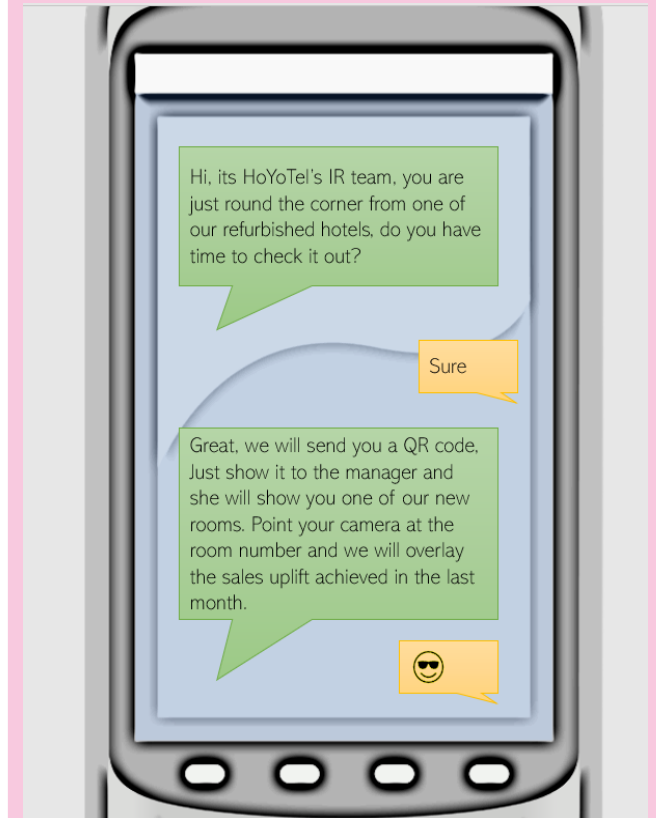 Hi, its HoYoTel's IR team, you are
just round the corner from one of
our refurbished hotels, do you have
time to check it out?
Sure
Great, we will send you a QR code,
Just show it to the manager and
she will show you one of our new
rooms. Point your camera at the
room number and we will overlay
the sales uplift achieved in the last
month.